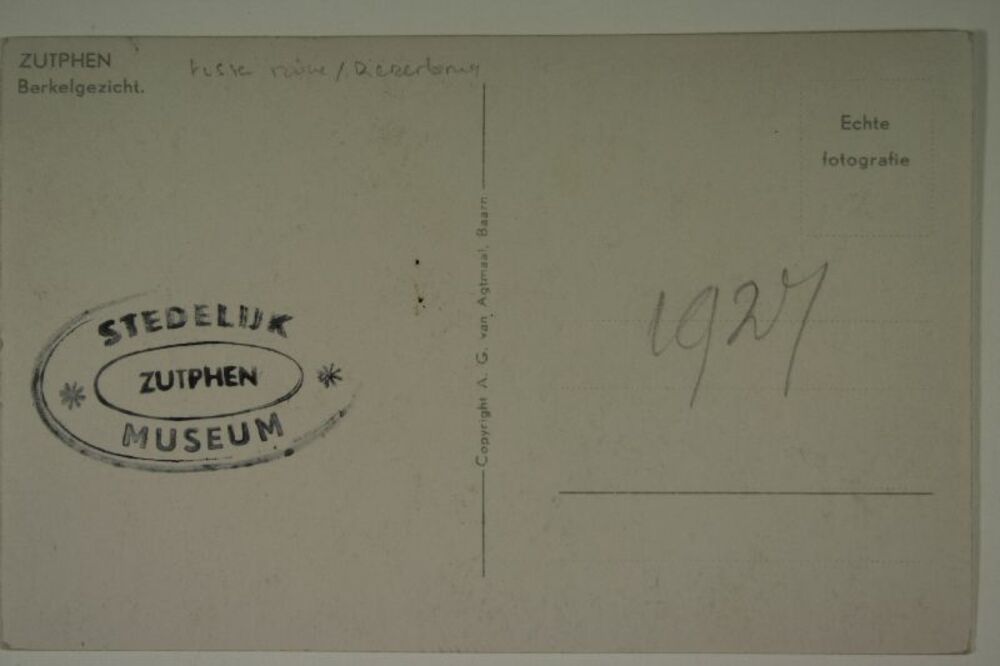 ZUTPHEN
Berkelgezicht.
Echte
fotografie
Copyright A. G. van Agtmaal, Baarn
STEDELIJK
ZUTPHEN
MUSEUM
1927